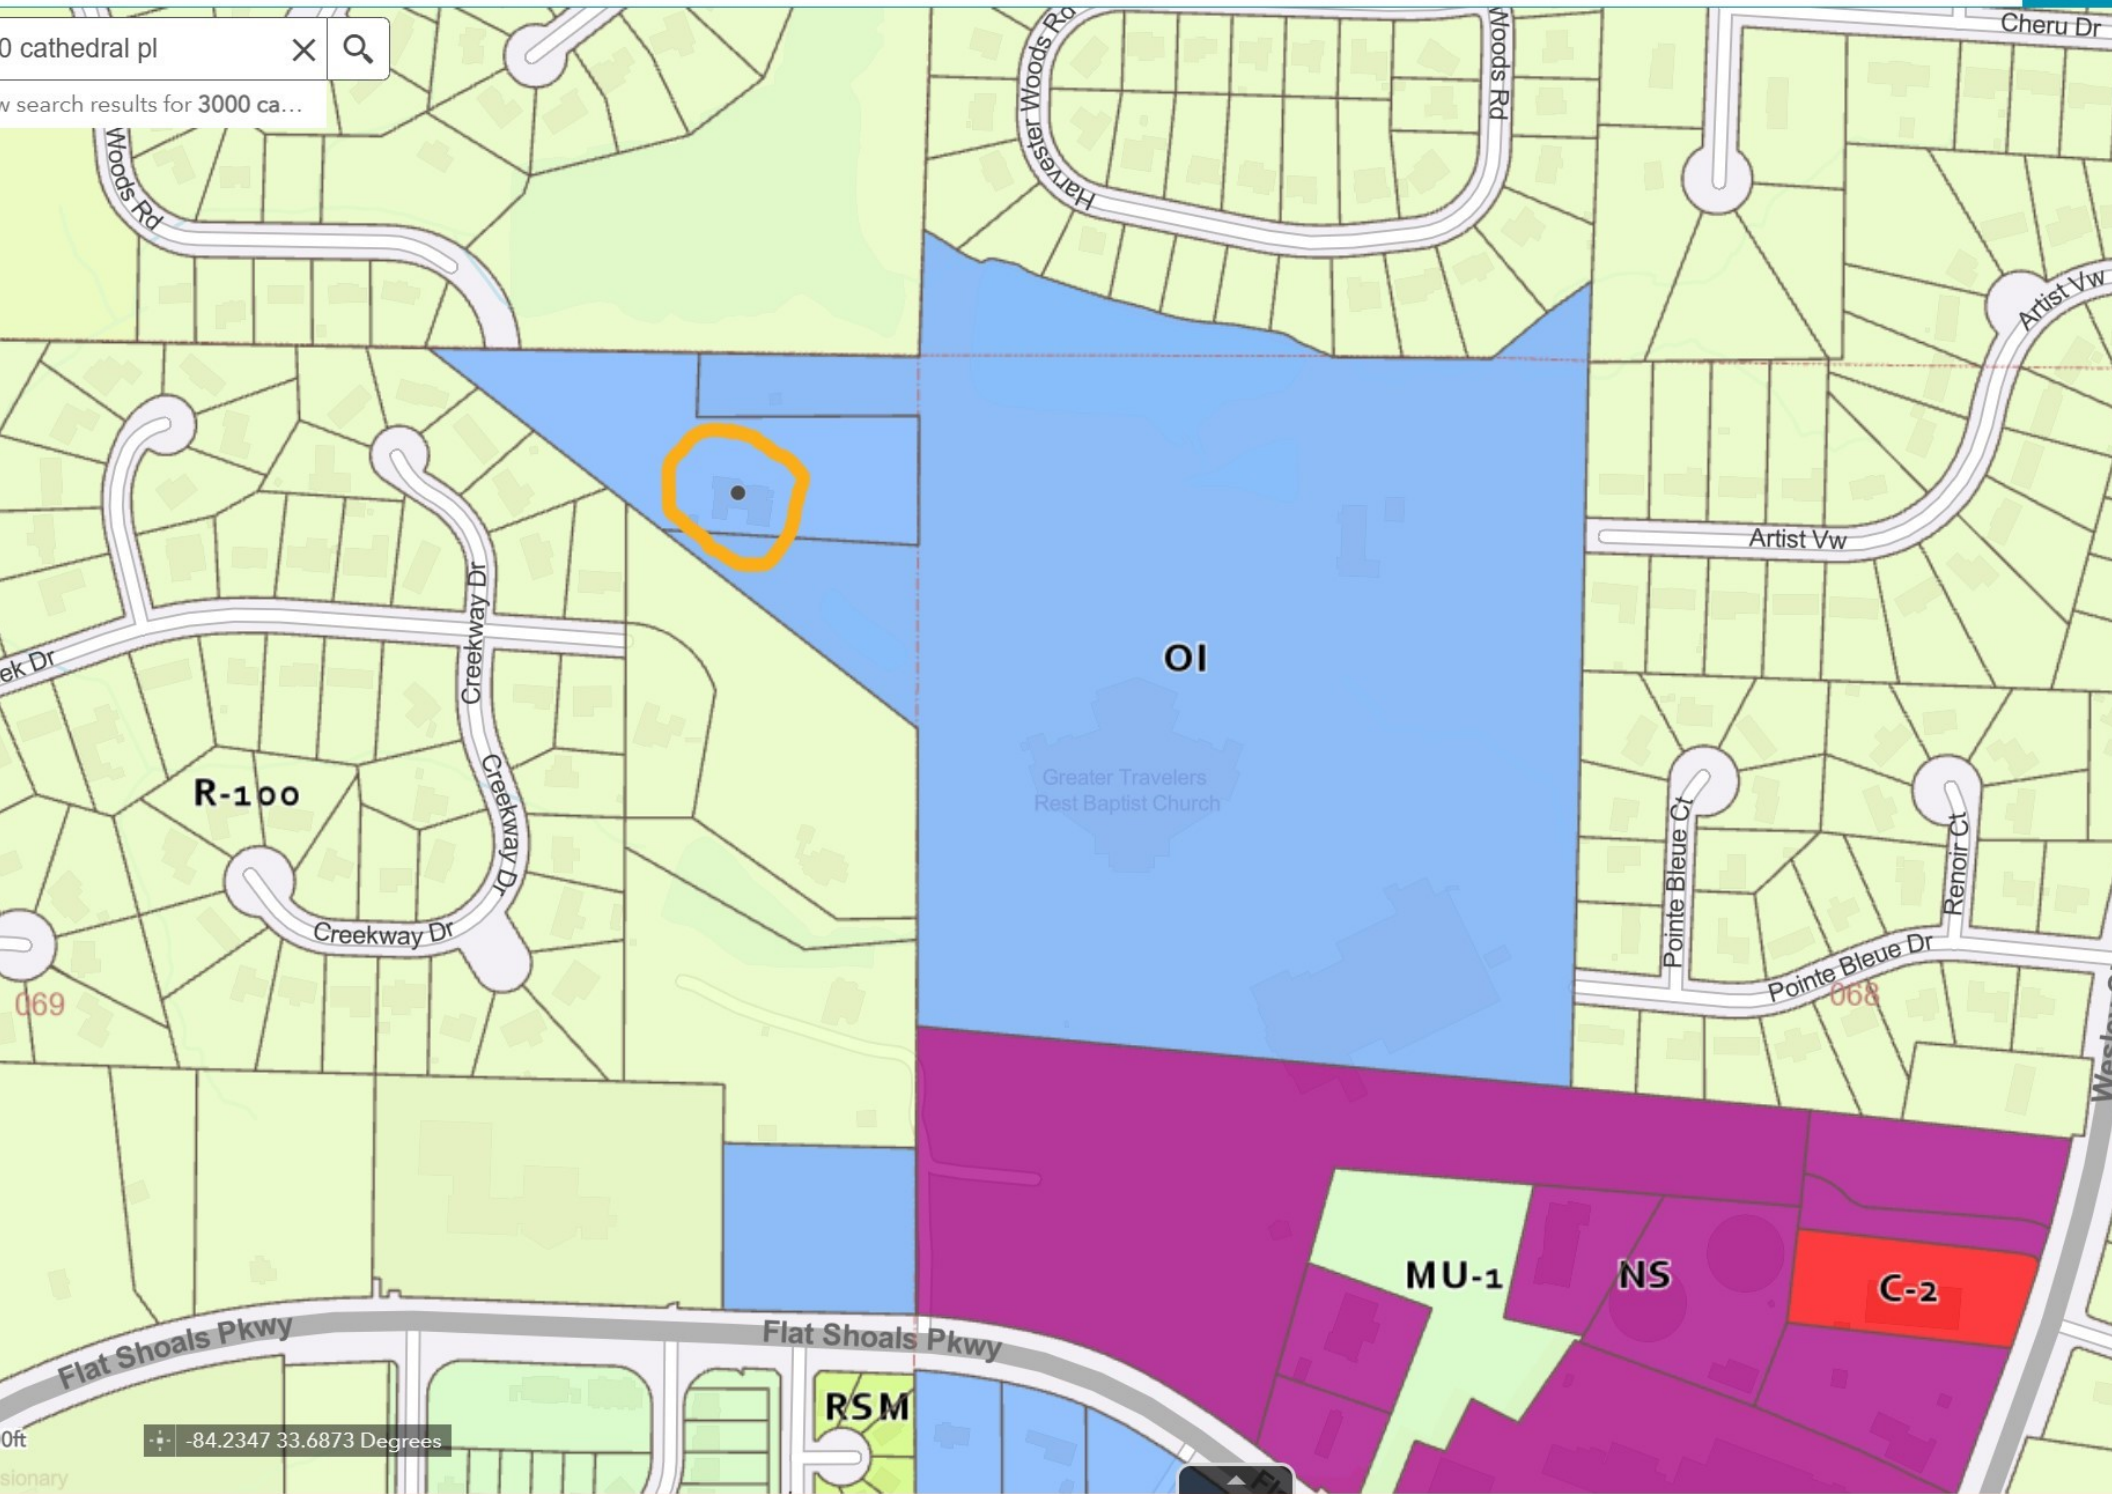 0 cathedral pl
w search results for 3000 ca...
Woods Rd
Harvester Woods Rd
Woods Rd
Cheru Dr
Artist Vw
Artist Vw
Creekway Dr
OI
ek Dr
Greater Travelers
Rest Baptist Church
R-100
Creekway Dr
Creekway Dr
Pointe Bleue Ct
Renoir Ct
Pointe Bleue Dr
069
068
MU-1
NS
C-2
Flat Shoals Pkwy
Flat Shoals Pkwy
RSM
0ft
-84.2347 33.6873 Degrees
sionary